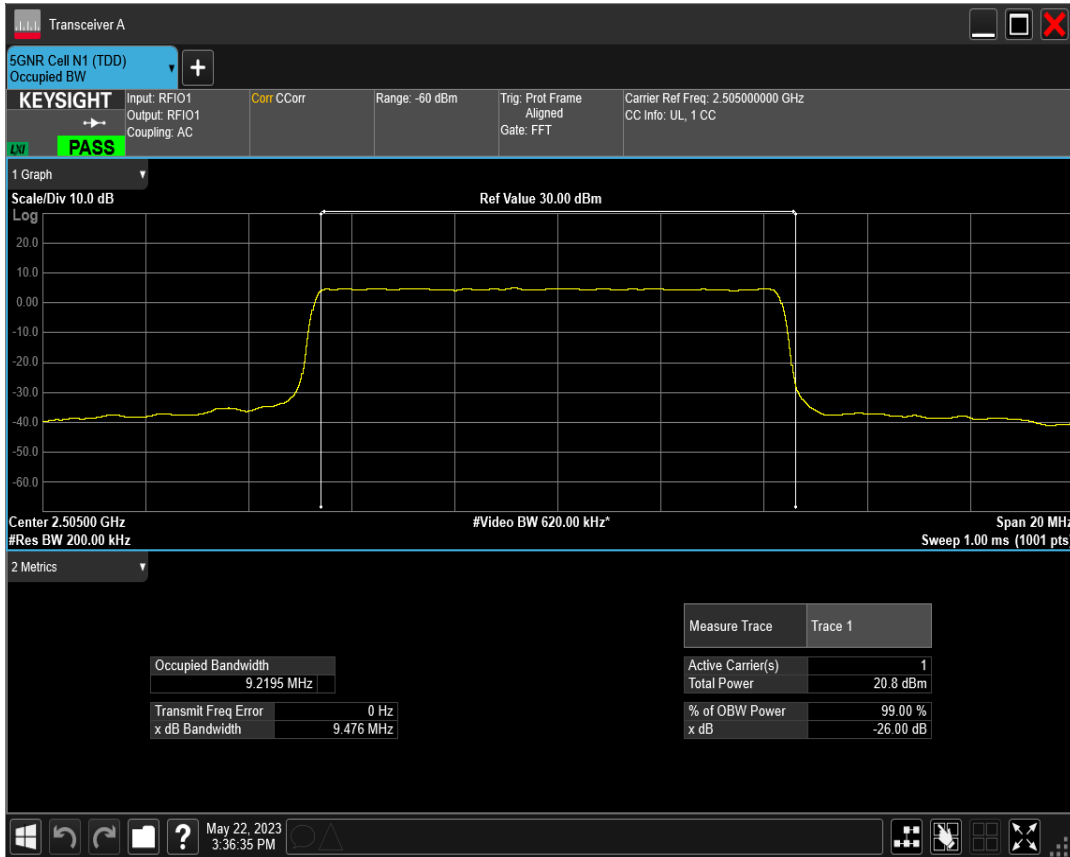 Transceiver A
5GNR Cell N1 (TDD)
Occupied BW
+
KEYSIGHT
LXI
PASS
Input: RFIO1
Output: RFIO1
Coupling: AC
Corr CCorr
Range: -60 dBm
Trig: Prot Frame
Aligned
Gate: FFT
Carrier Ref Freq: 2.505000000 GHz
CC Info: UL, 1 CC
1 Graph
Scale/Div 10.0 dB
Ref Value 30.00 dBm
Log
20.0
10.0
0.00
-10.0
-20.0
-30.0
-40.0
-50.0
-60.0
Center 2.50500 GHz
#Video BW 620.00 kHz*
Span 20 MHz
#Res BW 200.00 kHz
Sweep 1.00 ms (1001 pts)
2 Metrics
Measure Trace Trace 1
Occupied Bandwidth
9.2195 MHz
Active Carrier(s) 1
Total Power 20.8 dBm
Transmit Freq Error 0 Hz
x dB Bandwidth 9.476 MHz
% of OBW Power 99.00 %
x dB -26.00 dB
?
May 22, 2023
3:36:35 PM